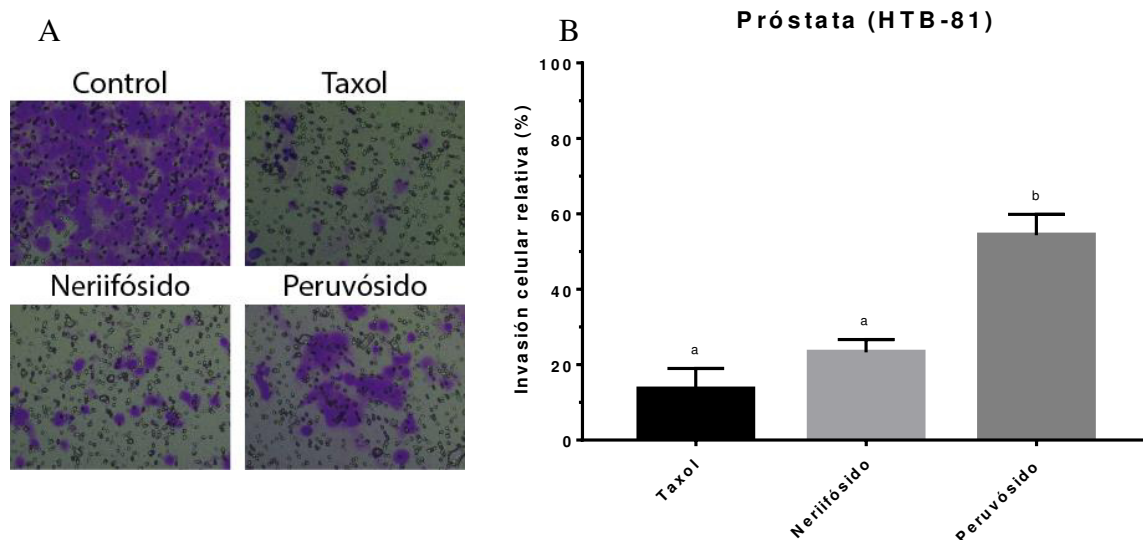 A
Control
Taxol
Neriifósido
Peruvósido
B
Próstata (HTB-81)
Invasión celular relativa (%)
100
80
60
40
20
0
a
a
b
Taxol
Neriifósido
Peruvósido